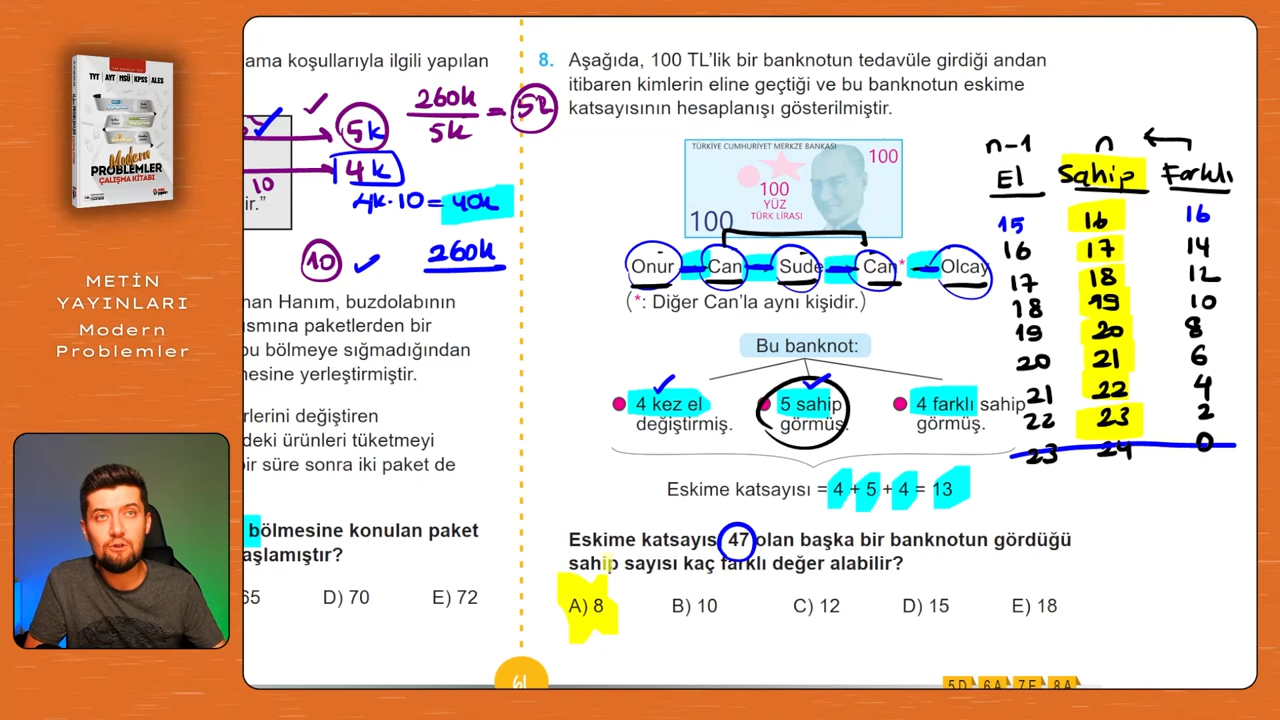 TYT | AYT | MSÜ | KPSS | ALES
Modern
PROBLEMLER
ÇALIŞMA KİTABI
METİN
YAYINLARI
Modern
Problemler
ama koşullarıyla ilgili yapılan
5k
260k
5k
= 52
4k
10
ir."
4k·10 = 40k
10
260k
nan Hanım, buzdolabının
ısmına paketlerden bir
bu bölmeye sığmadığından
mesine yerleştirmiştir.
erlerini değiştiren
deki ürünleri tüketmeyi
bir süre sonra iki paket de
bölmesine konulan paket
aşlamıştır?
65 D) 70 E) 72
8. Aşağıda, 100 TL'lik bir banknotun tedavüle girdiği andan
itibaren kimlerin eline geçtiği ve bu banknotun eskime
katsayısının hesaplanışı gösterilmiştir.
TÜRKİYE CUMHURİYET MERKZE BANKASI
100
100
YÜZ
TÜRK LİRASI
100
Onur Can Sude Can* Olcay
(*: Diğer Can'la aynı kişidir.)
Bu banknot:
4 kez el
değiştirmiş.
5 sahip
görmüş.
4 farklı sahip
görmüş.
Eskime katsayısı = 4 + 5 + 4 = 13
Eskime katsayıs 47 olan başka bir banknotun gördüğü
sahip sayısı kaç farklı değer alabilir?
A) 8 B) 10 C) 12 D) 15 E) 18
n-1 n
El Sahip Farklı
15 16 16
16 17 14
17 18 12
18 19 10
19 20 8
20 21 6
21 22 4
22 23 2
23 24 0
61
5D 6A 7E 8A